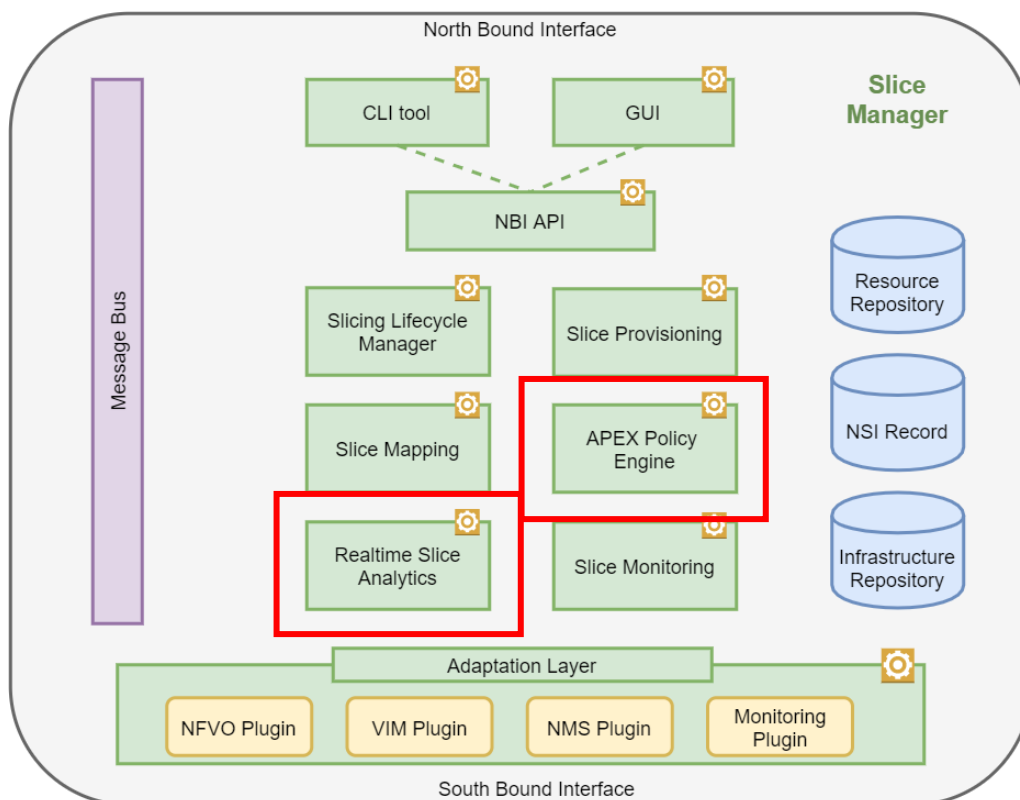 North Bound Interface
CLI tool
GUI
Slice
Manager
NBI API
Message Bus
Slicing Lifecycle
Manager
Slice Provisioning
Resource
Repository
Slice Mapping
APEX Policy
Engine
NSI Record
Realtime Slice
Analytics
Slice Monitoring
Infrastructure
Repository
Adaptation Layer
NFVO Plugin
VIM Plugin
NMS Plugin
Monitoring
Plugin
South Bound Interface